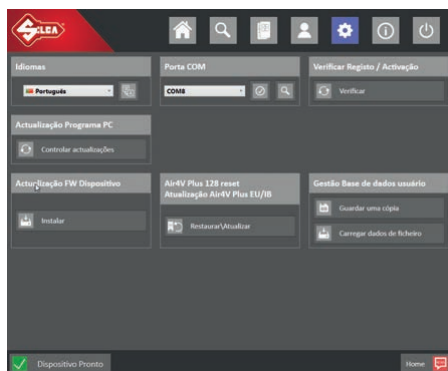 SILCA
Idiomas
Português
Porta COM
COM8
Verificar Registo / Activação
Verificar
Actualização Programa PC
Controlar actualizações
Actualização FW Dispositivo
Instalar
Air4V Plus 128 reset
Atualização Air4V Plus EU/IB
Restaurar\Atualizar
Gestão Base de dados usuário
Guardar uma cópia
Carregar dados de ficheiro
Dispositivo Pronto
Home